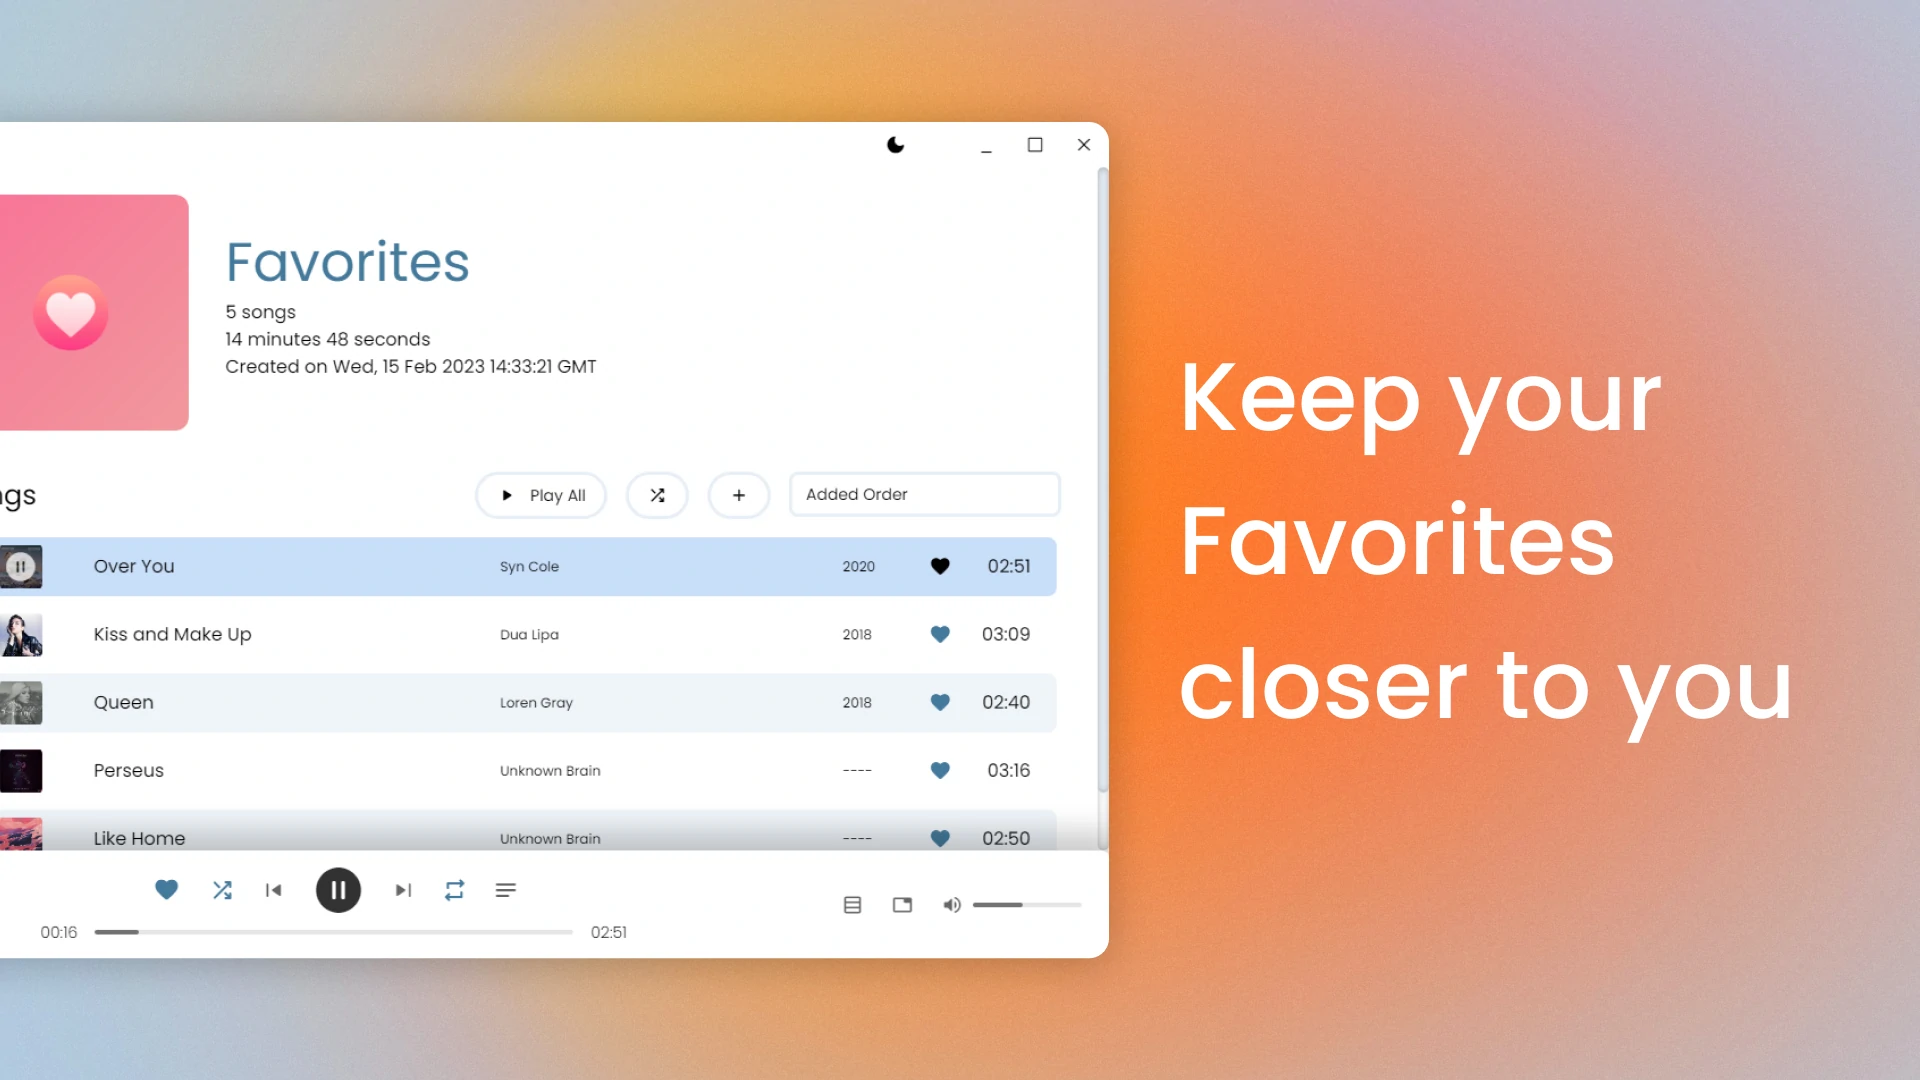 Favorites
5 songs
14 minutes 48 seconds
Created on Wed, 15 Feb 2023 14:33:21 GMT
ngs
Play All
Added Order
Over You Syn Cole 2020 02:51
Kiss and Make Up Dua Lipa 2018 03:09
Queen Loren Gray 2018 02:40
Perseus Unknown Brain ---- 03:16
Like Home Unknown Brain ---- 02:50
00:16 02:51
Keep your
Favorites
closer to you